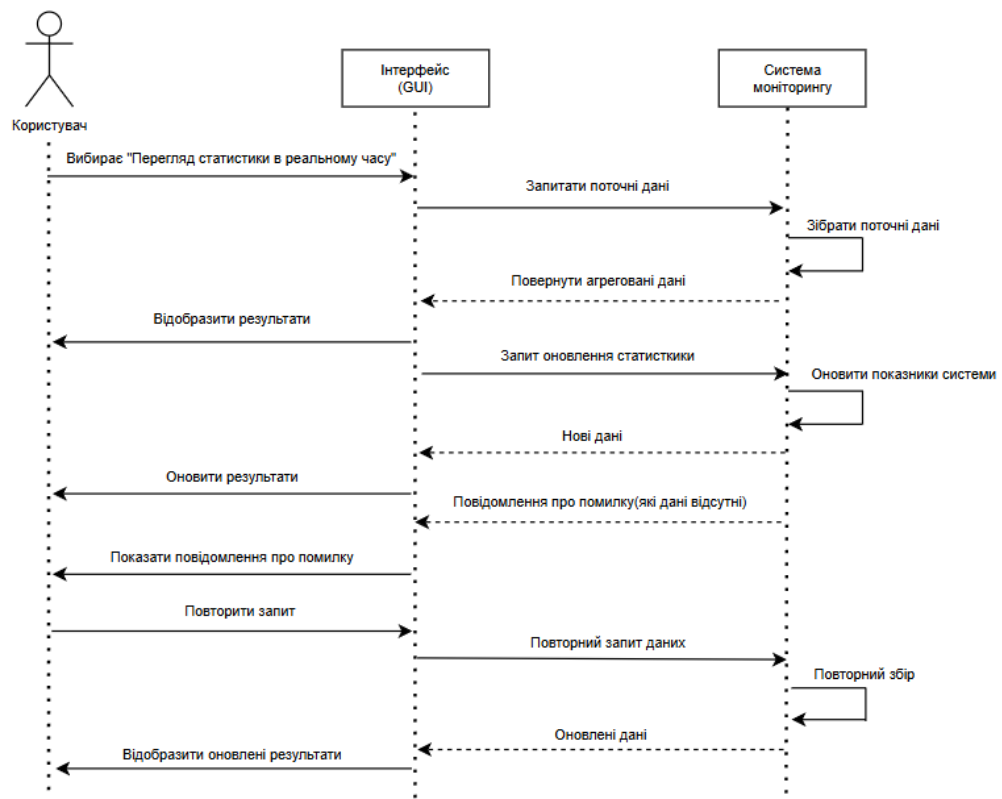 Інтерфейс
(GUI)
Система
моніторингу
Користувач
Вибирає "Перегляд статистики в реальному часу"
Запитати поточні дані
Зібрати поточні дані
Повернути агреговані дані
Відобразити результати
Запит оновлення статисткики
Оновити показники системи
Нові дані
Оновити результати
Повідомлення про помилку(які дані відсутні)
Показати повідомлення про помилку
Повторити запит
Повторний запит даних
Повторний збір
Оновлені дані
Відобразити оновлені результати